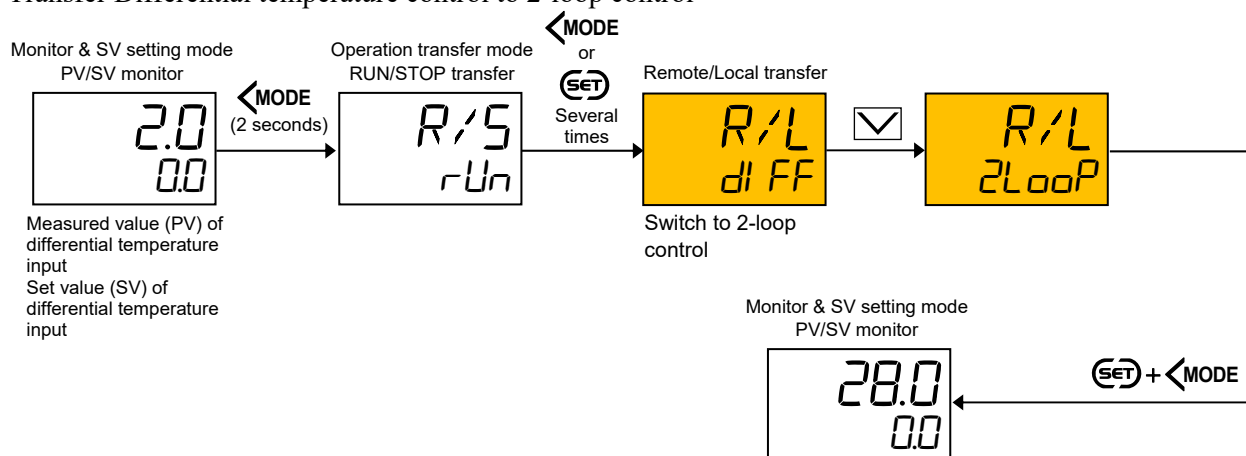 Transfer Differential temperature control to 2-loop control
Monitor & SV setting mode
PV/SV monitor
2.0
0.0
Measured value (PV) of
differential temperature
input
Set value (SV) of
differential temperature
input
MODE
(2 seconds)
Operation transfer mode
RUN/STOP transfer
R/S
rUn
MODE
or
SET
Several
times
Remote/Local transfer
R/L
dI FF
Switch to 2-loop
control
R/L
2LooP
SET + MODE
Monitor & SV setting mode
PV/SV monitor
28.0
0.0